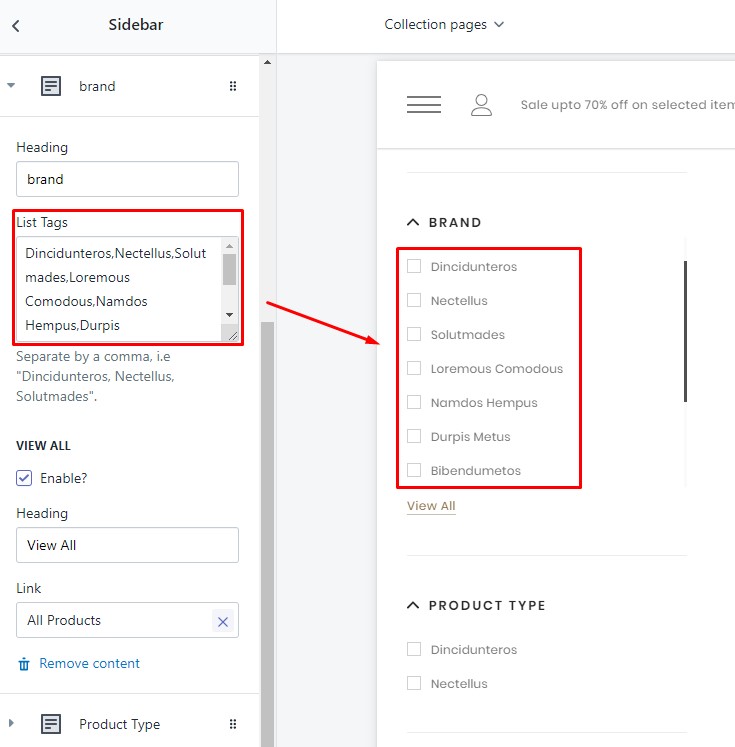 Sidebar
Collection pages
brand
Heading
brand
List Tags
Dincidunteros,Nectellus,Solut
mades,Loremous
Comodous,Namdos
Hempus,Durpis
Separate by a comma, i.e
"Dincidunteros, Nectellus,
Solutmades".
VIEW ALL
Enable?
Heading
View All
Link
All Products
Remove content
Product Type
Sale upto 70% off on selected item
BRAND
Dincidunteros
Nectellus
Solutmades
Loremous Comodous
Namdos Hempus
Durpis Metus
Bibendumetos
View All
PRODUCT TYPE
Dincidunteros
Nectellus